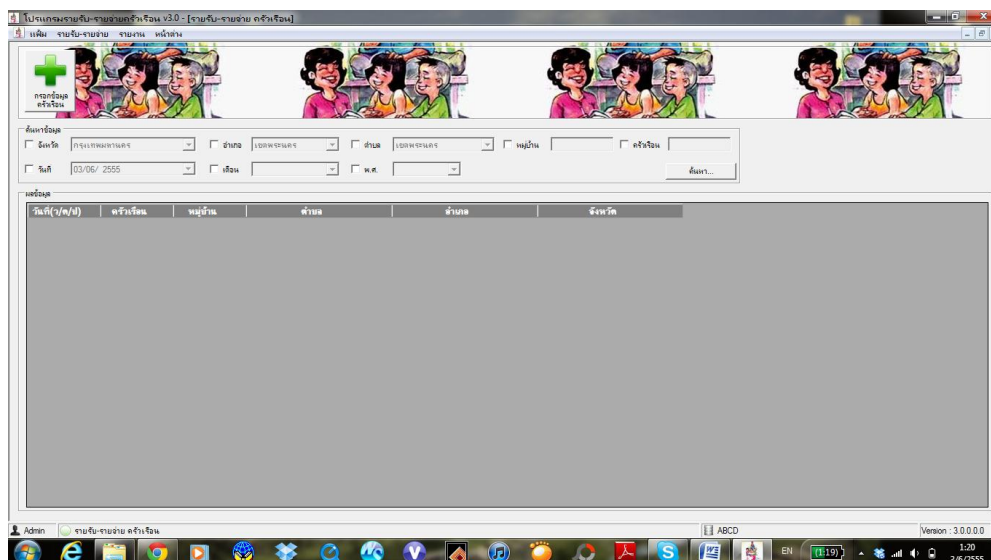 โปรแกรมรายรับ-รายจ่ายครัวเรือน v3.0 - [รายรับ-รายจ่าย ครัวเรือน]
แฟ้ม รายรับ-รายจ่าย รายงาน หน้าต่าง
กรอกข้อมูล
ครัวเรือน
ค้นหาข้อมูล
จังหวัด กรุงเทพมหานคร อำเภอ เขตพระนคร ตำบล เขตพระนคร หมู่บ้าน ครัวเรือน
วันที่ 03/06/ 2555 เดือน พ.ศ. ค้นหา...
ผลข้อมูล
วันที่(ว/ด/ป) ครัวเรือน หมู่บ้าน ตำบล อำเภอ จังหวัด
Admin รายรับ-รายจ่าย ครัวเรือน ABCD Version : 3.0.0.0.0
EN (1:19) 1:20
3/6/2555